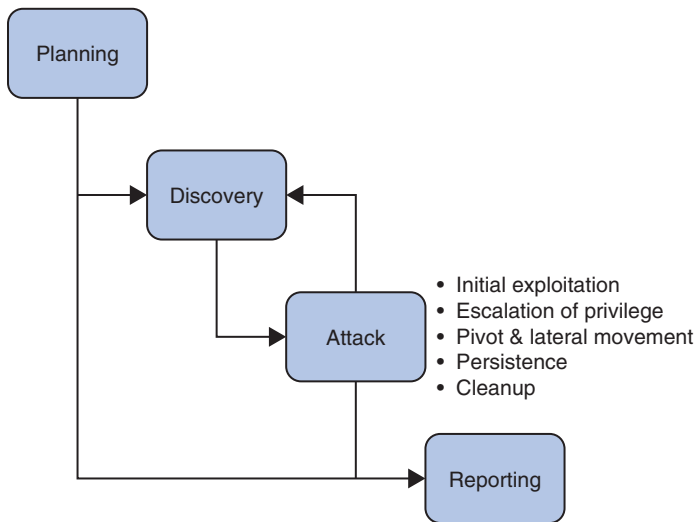 Planning
Discovery
Attack
• Initial exploitation
• Escalation of privilege
• Pivot & lateral movement
• Persistence
• Cleanup
Reporting